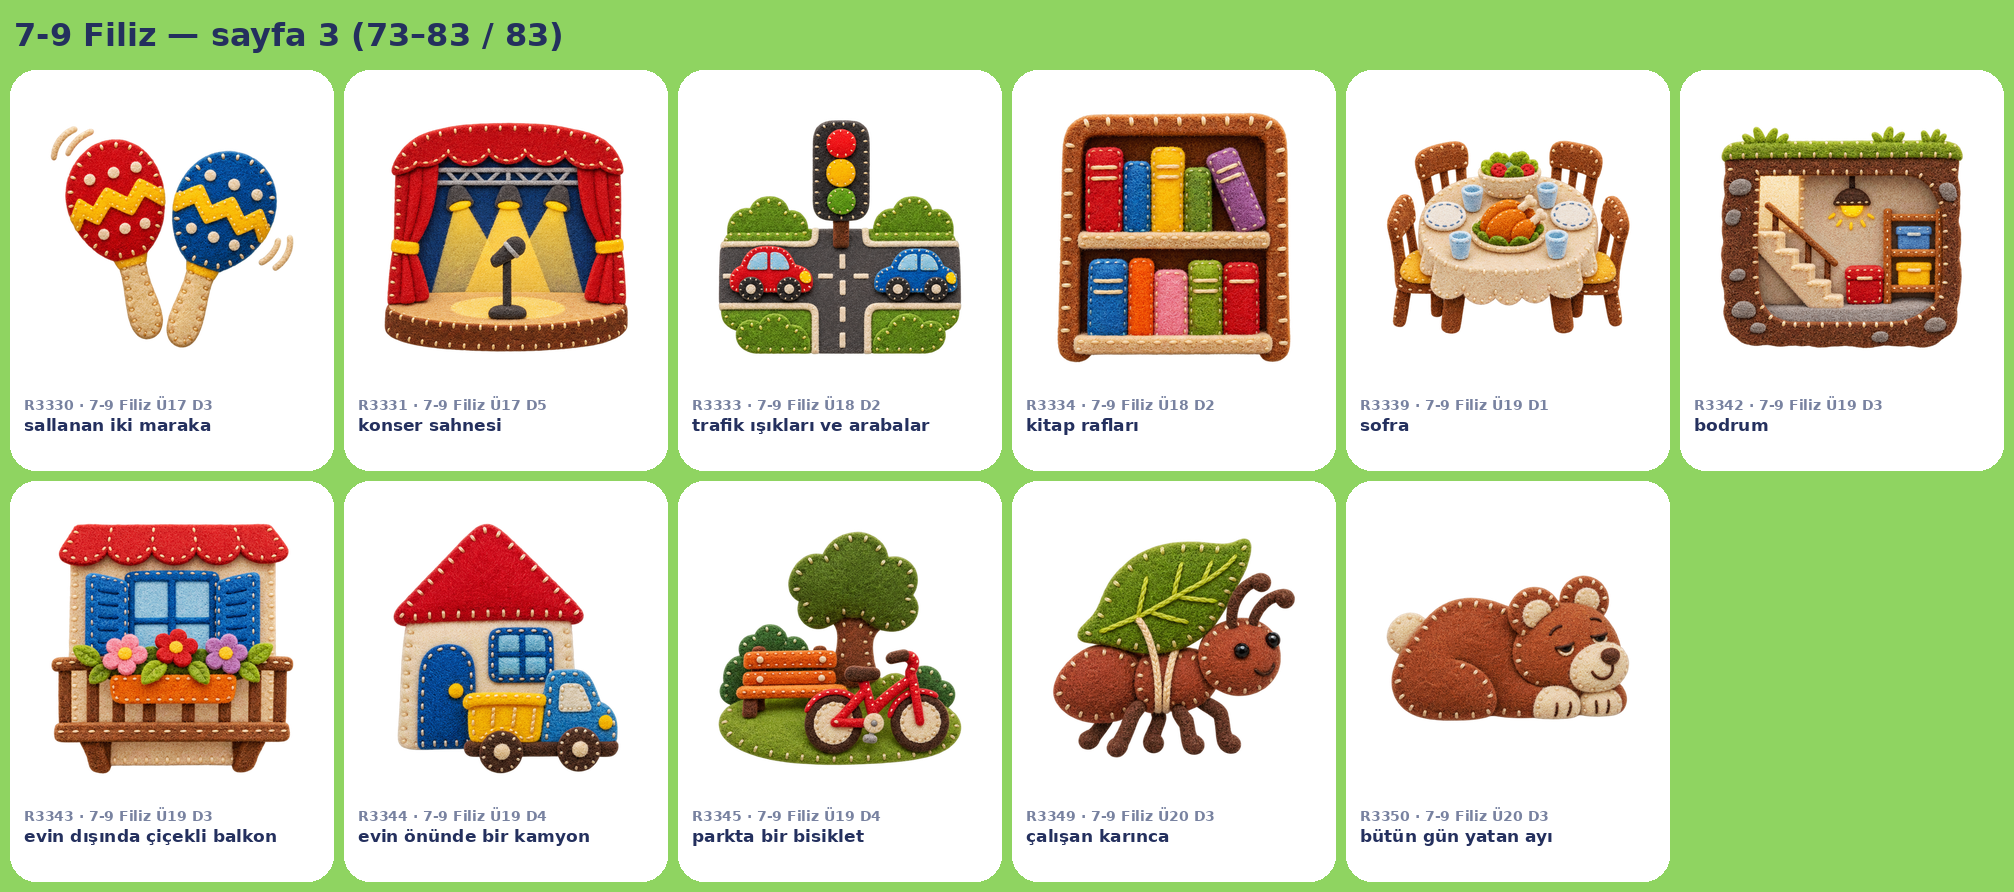 7-9 Filiz — sayfa 3 (73–83 / 83)
R3330 · 7-9 Filiz Ü17 D3
sallanan iki maraka
R3331 · 7-9 Filiz Ü17 D5
konser sahnesi
R3333 · 7-9 Filiz Ü18 D2
trafik ışıkları ve arabalar
R3334 · 7-9 Filiz Ü18 D2
kitap rafları
R3339 · 7-9 Filiz Ü19 D1
sofra
R3342 · 7-9 Filiz Ü19 D3
bodrum
R3343 · 7-9 Filiz Ü19 D3
evin dışında çiçekli balkon
R3344 · 7-9 Filiz Ü19 D4
evin önünde bir kamyon
R3345 · 7-9 Filiz Ü19 D4
parkta bir bisiklet
R3349 · 7-9 Filiz Ü20 D3
çalışan karınca
R3350 · 7-9 Filiz Ü20 D3
bütün gün yatan ayı